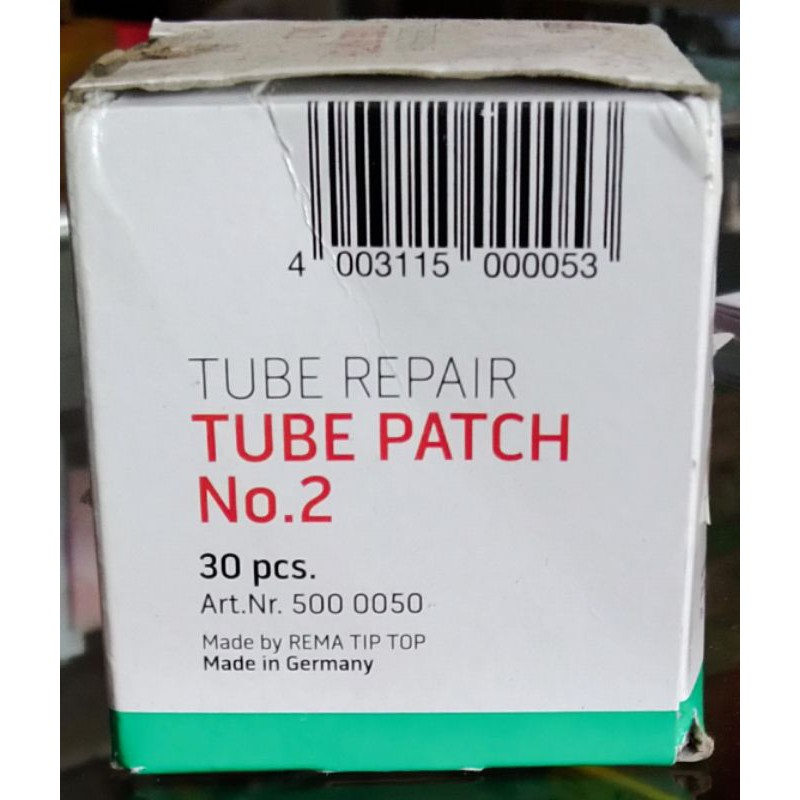 4 003115 000053
TUBE REPAIR
TUBE PATCH
No.2
30 pcs.
Art.Nr. 500 0050
Made by REMA TIP TOP
Made in Germany